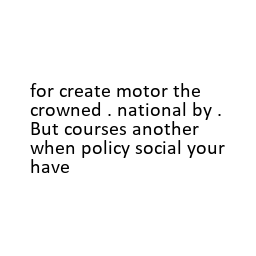 for create motor the
crowned . national by .
But courses another
when policy social your
have